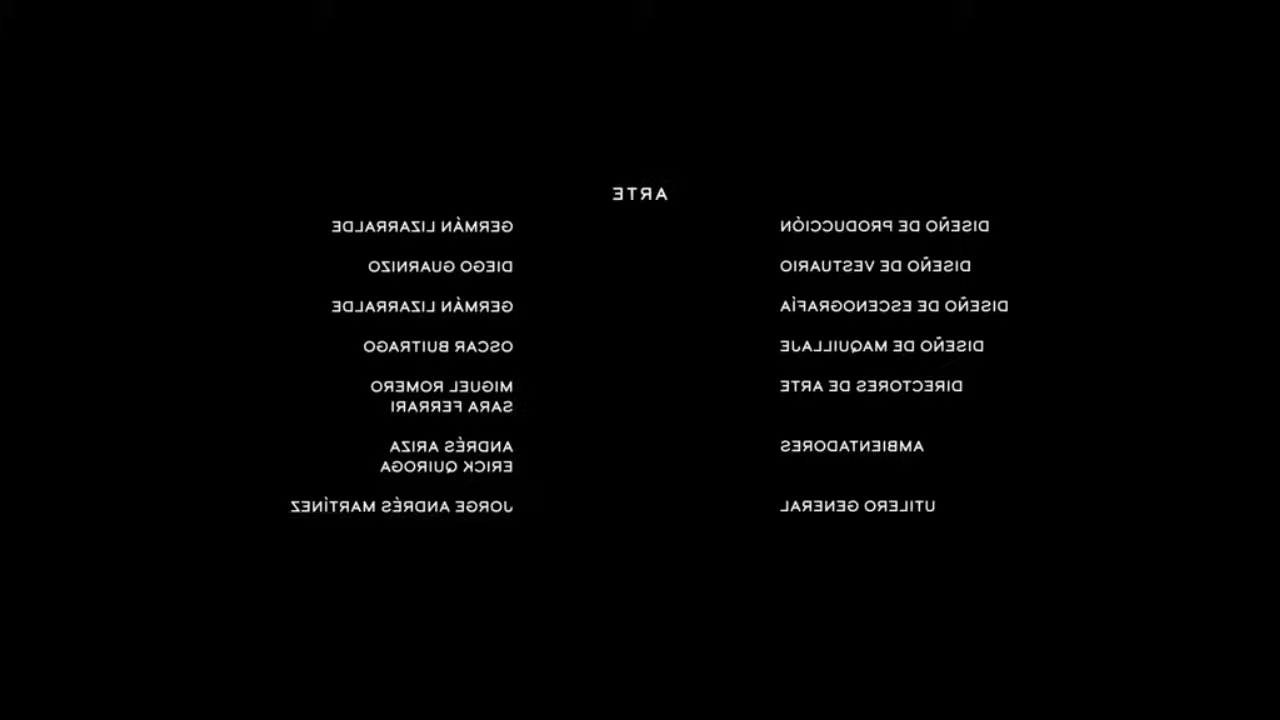 ARTE
DISEÑO DE PRODUCCIÓN GERMÁN LIZARRALDE
DISEÑO DE VESTUARIO DIEGO GUARNIZO
DISEÑO DE ESCENOGRAFÍA GERMÁN LIZARRALDE
DISEÑO DE MAQUILLAJE OSCAR BUITRAGO
DIRECTORES DE ARTE MIGUEL ROMERO
SARA FERRARI
AMBIENTADORES ANDRÉS ARIZA
ERICK QUIROGA
UTILERO GENERAL JORGE ANDRÉS MARTÍNEZ